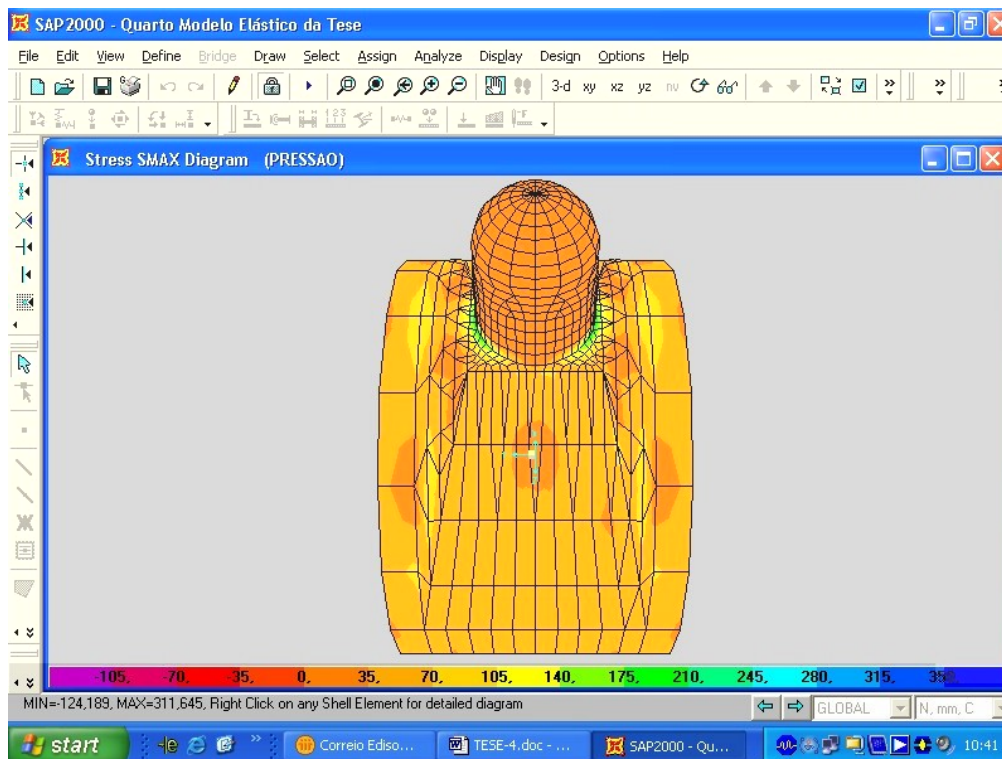 SAP2000 - Quarto Modelo Elástico da Tese
File Edit View Define Bridge Draw Select Assign Analyze Display Design Options Help
3-d xy xz yz nv
Stress SMAX Diagram (PRESSAO)
-105, -70, -35, 0, 35, 70, 105, 140, 175, 210, 245, 280, 315, 350,
MIN=-124,189, MAX=311,645, Right Click on any Shell Element for detailed diagram
GLOBAL N, mm, C
start Correio Ediso... TESE-4.doc - ... SAP2000 - Qu... 10:41